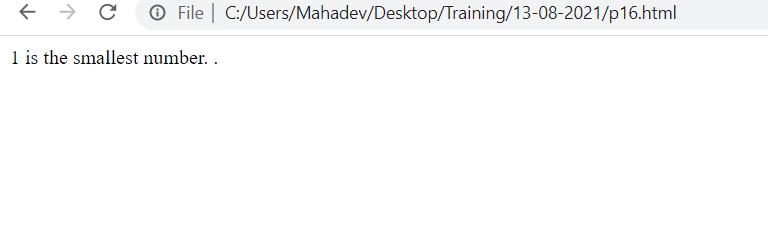 File | C:/Users/Mahadev/Desktop/Training/13-08-2021/p16.html
1 is the smallest number. .